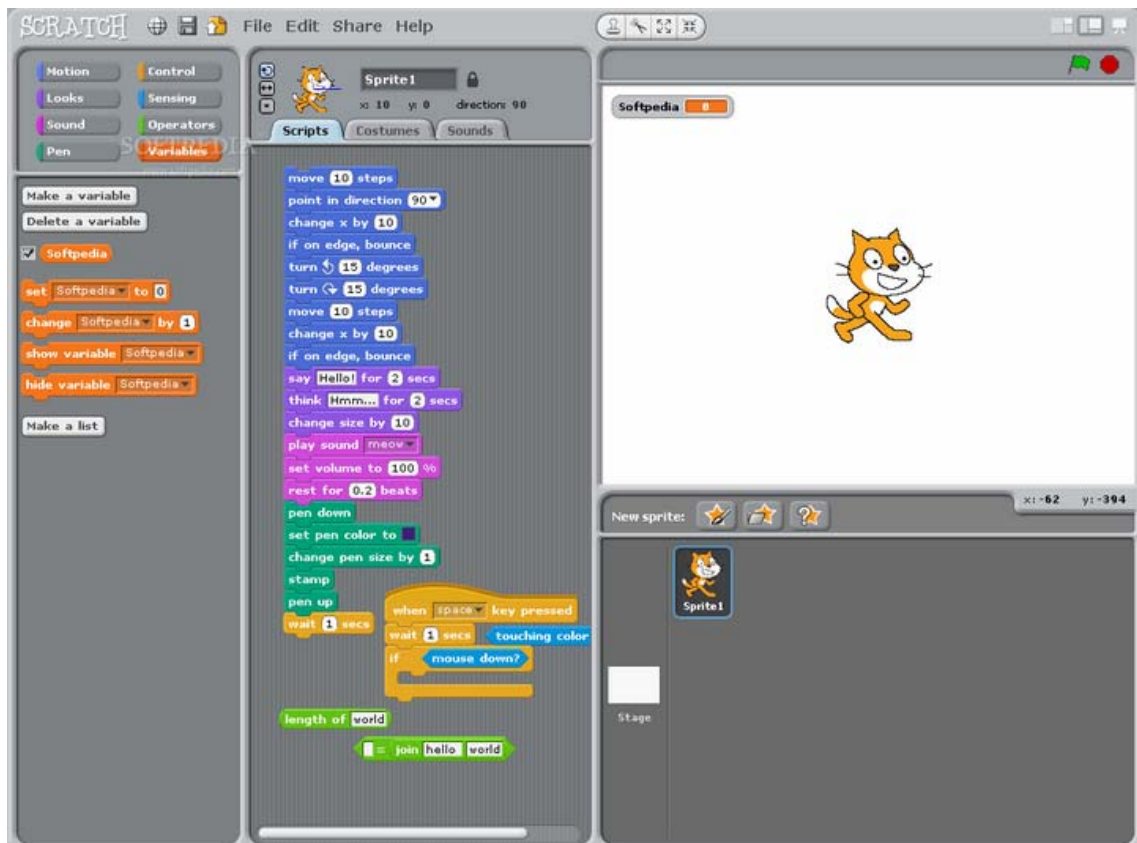 SCRATCH File Edit Share Help
Motion Control
Looks Sensing
Sound Operators
Pen Variables
SOFTPEDIA
Make a variable
Delete a variable
Softpedia
set Softpedia to 0
change Softpedia by 1
show variable Softpedia
hide variable Softpedia
Make a list
Sprite1
x: 10 y: 0 direction: 90
Scripts Costumes Sounds
move 10 steps
point in direction 90
change x by 10
if on edge, bounce
turn 15 degrees
turn 15 degrees
move 10 steps
change x by 10
if on edge, bounce
say Hello! for 2 secs
think Hmm... for 2 secs
change size by 10
play sound meow
set volume to 100 %
rest for 0.2 beats
pen down
set pen color to
change pen size by 1
stamp
pen up
wait 1 secs
when space key pressed
wait 1 secs touching color
if mouse down?
length of world
= join hello world
Softpedia 0
x: -62 y: -394
New sprite:
Sprite1
Stage